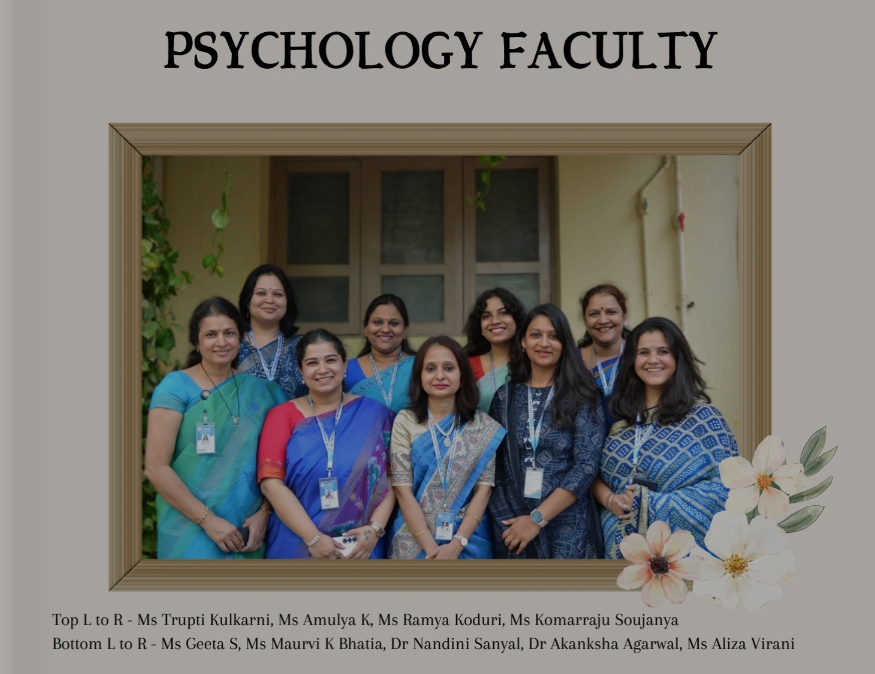 PSYCHOLOGY FACULTY
Top L to R - Ms Trupti Kulkarni, Ms Amulya K, Ms Ramya Koduri, Ms Komarraju Soujanya
Bottom L to R - Ms Geeta S, Ms Maurvi K Bhatia, Dr Nandini Sanyal, Dr Akanksha Agarwal, Ms Aliza Virani